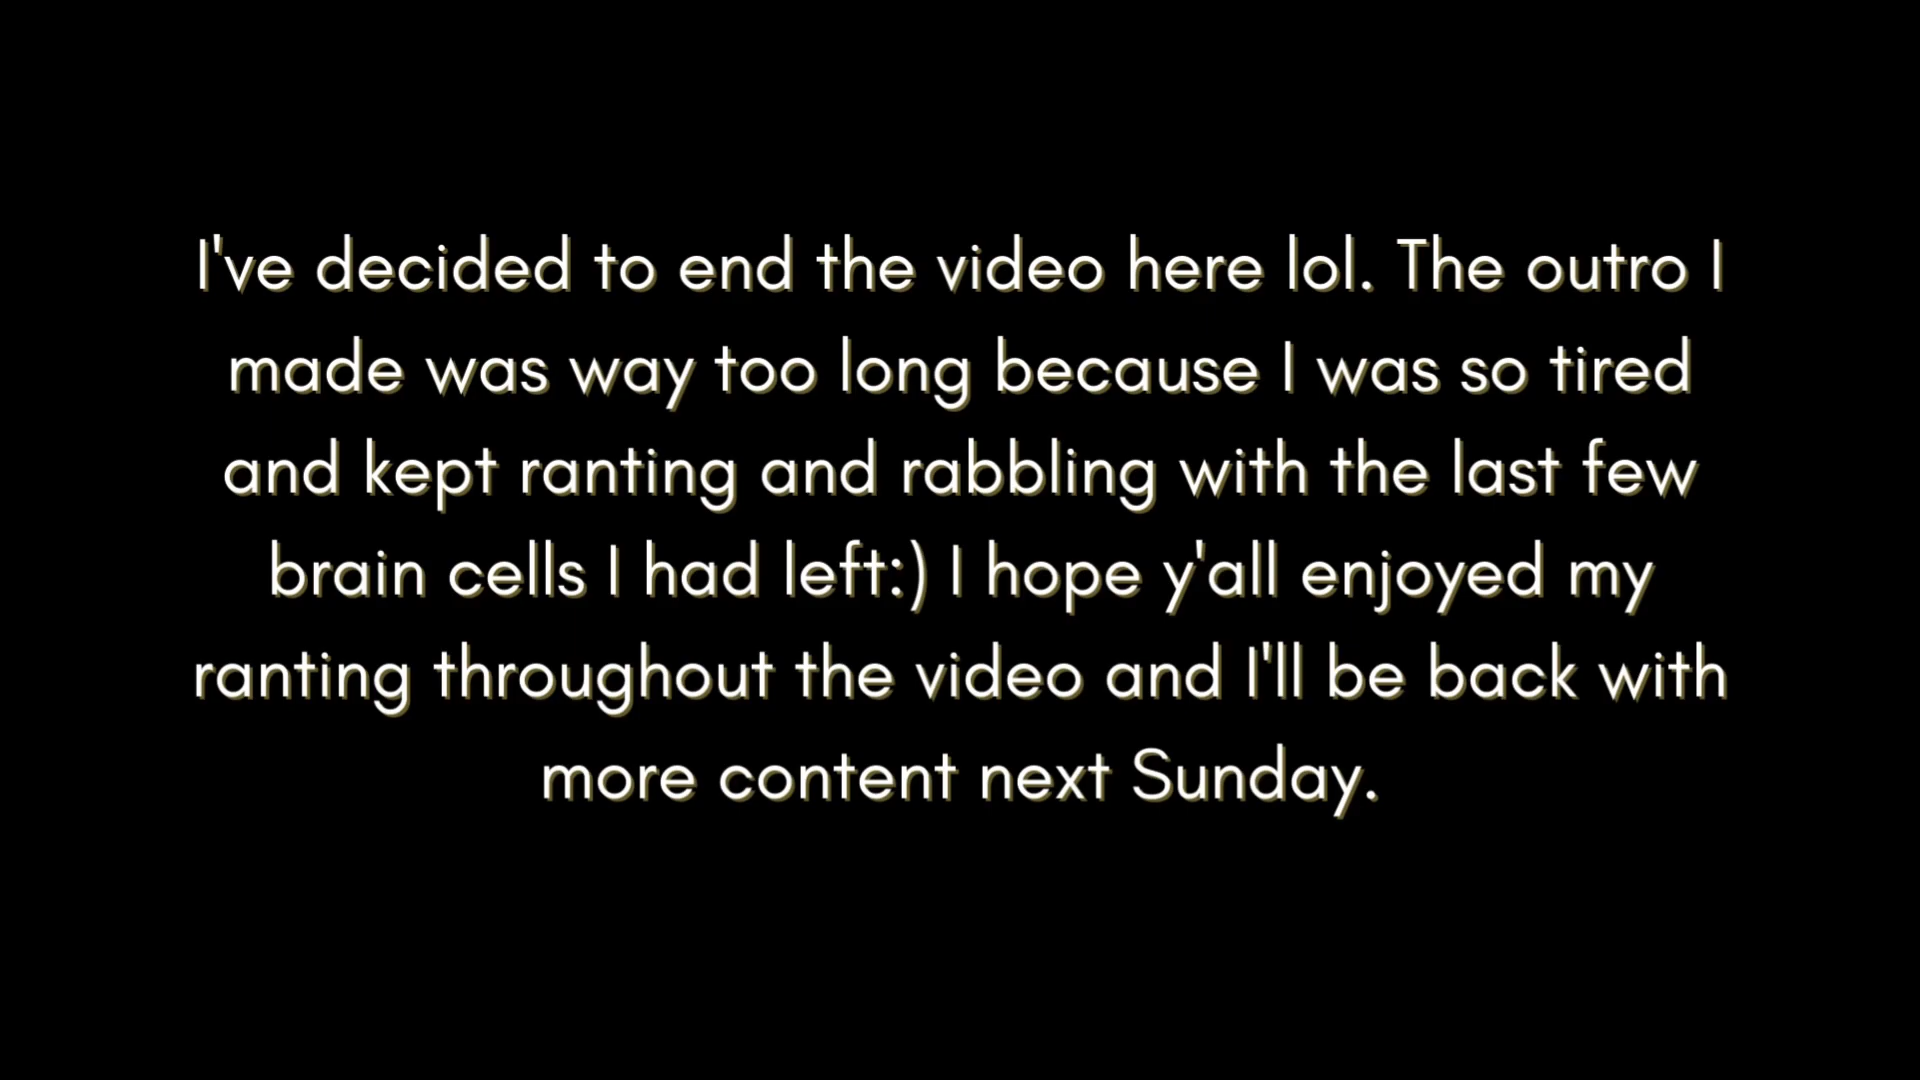 I've decided to end the video here lol. The outro I
made was way too long because I was so tired
and kept ranting and rabbling with the last few
brain cells I had left:) I hope y'all enjoyed my
ranting throughout the video and I'll be back with
more content next Sunday.